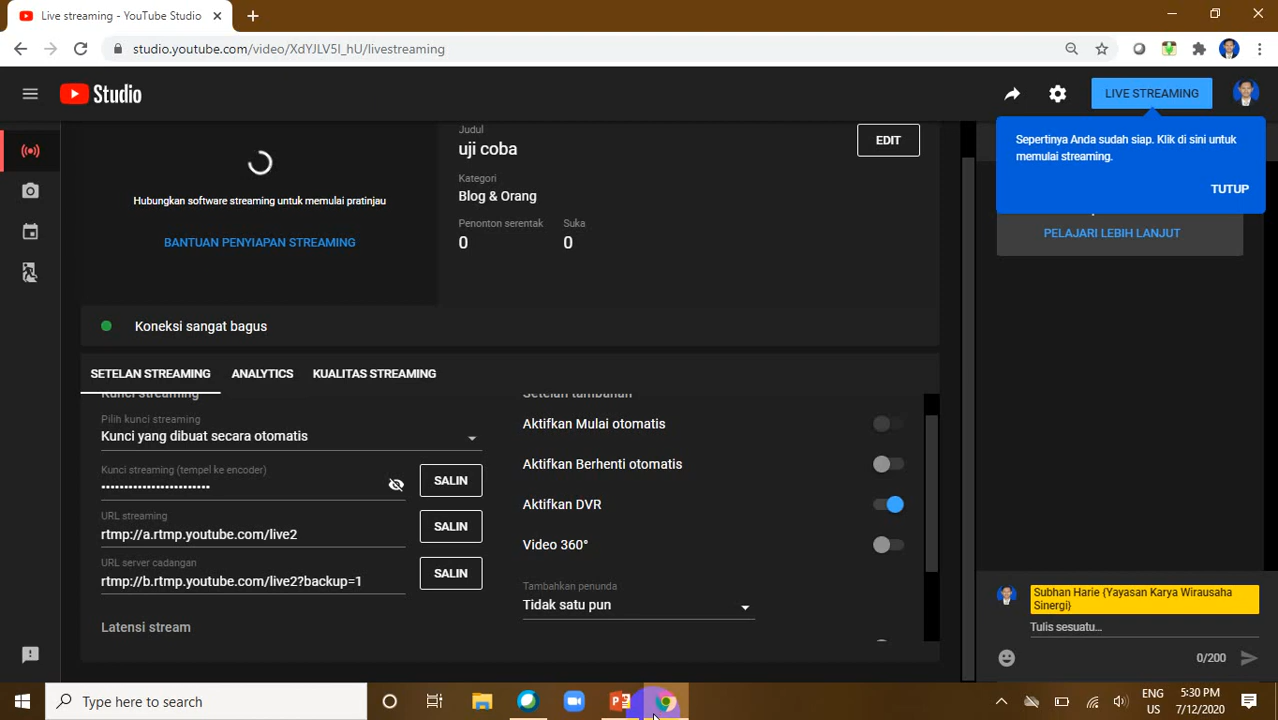 Live streaming - YouTube Studio
studio.youtube.com/video/XdYJLV5I_hU/livestreaming
Studio
LIVE STREAMING
Sepertinya Anda sudah siap. Klik di sini untuk
memulai streaming.
TUTUP
PELAJARI LEBIH LANJUT
Hubungkan software streaming untuk memulai pratinjau
BANTUAN PENYIAPAN STREAMING
Judul
uji coba
EDIT
Kategori
Blog & Orang
Penonton serentak
Suka
0
0
Koneksi sangat bagus
SETELAN STREAMING
ANALYTICS
KUALITAS STREAMING
Kunci streaming
Pilih kunci streaming
Kunci yang dibuat secara otomatis
Kunci streaming (tempel ke encoder)
SALIN
URL streaming
rtmp://a.rtmp.youtube.com/live2
SALIN
URL server cadangan
rtmp://b.rtmp.youtube.com/live2?backup=1
SALIN
Latensi stream
Setelan tambahan
Aktifkan Mulai otomatis
Aktifkan Berhenti otomatis
Aktifkan DVR
Video 360°
Tambahkan penunda
Tidak satu pun
Subhan Harie {Yayasan Karya Wirausaha
Sinergi}
Tulis sesuatu...
0/200
Type here to search
ENG
US
5:30 PM
7/12/2020